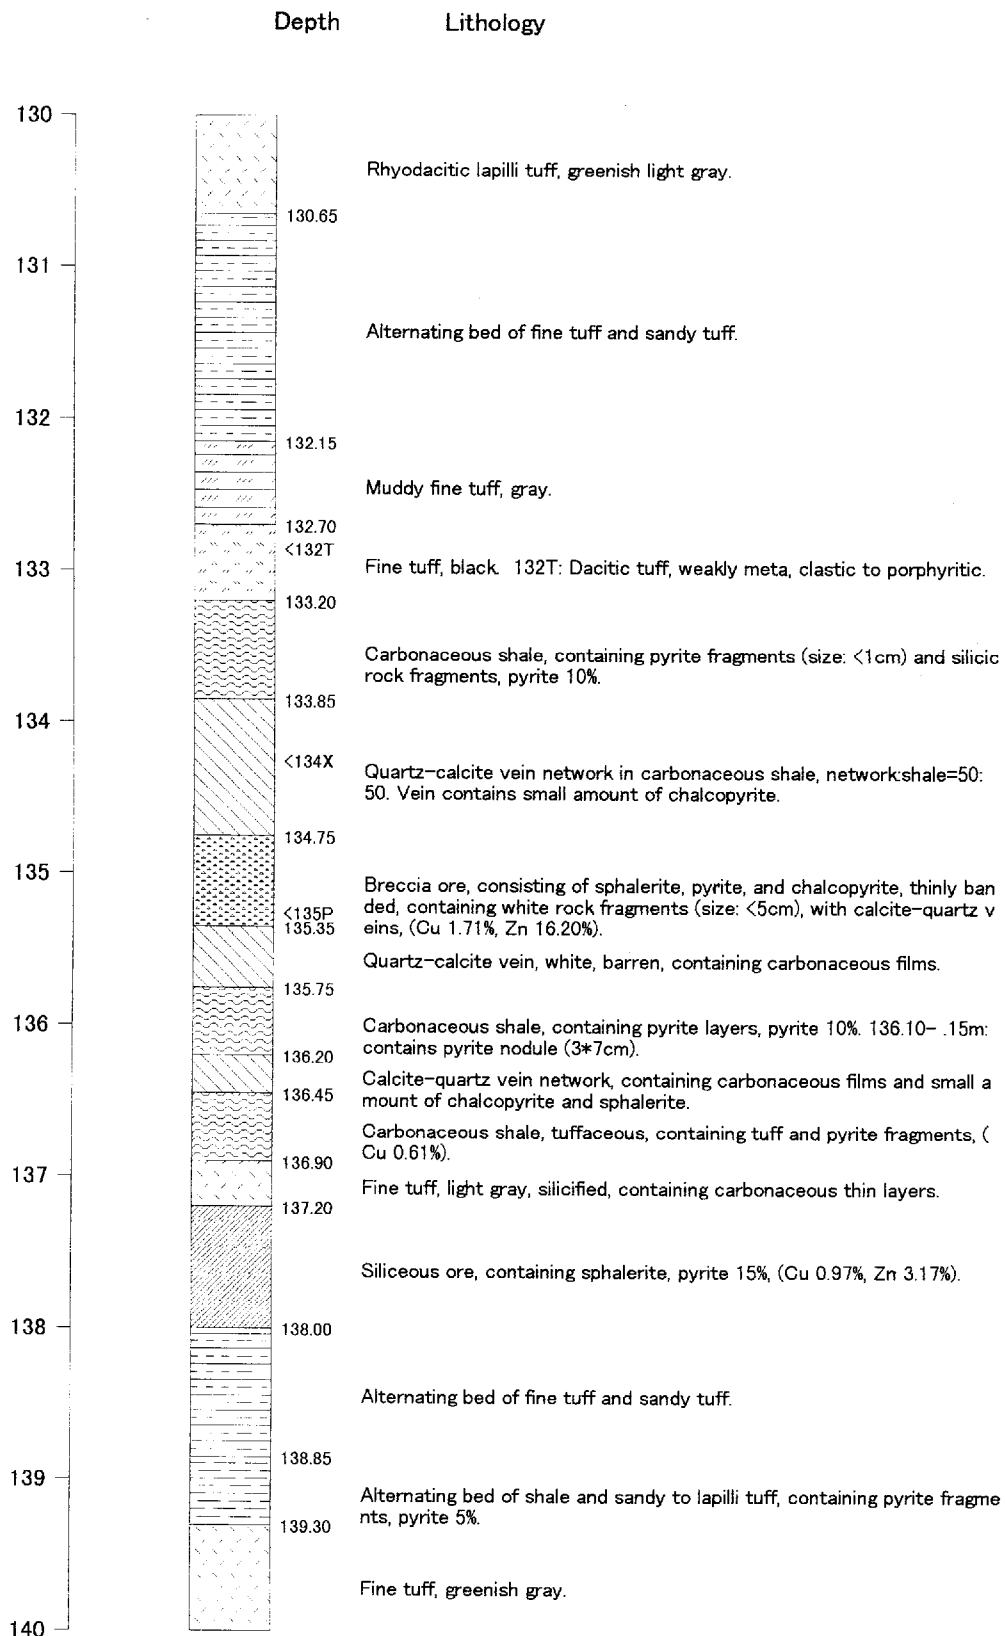 Depth Lithology
130
Rhyodacitic lapilli tuff, greenish light gray.
130.65
131
Alternating bed of fine tuff and sandy tuff.
132
132.15
Muddy fine tuff, gray.
132.70
<132T
133
Fine tuff, black. 132T: Dacitic tuff, weakly meta, clastic to porphyritic.
133.20
Carbonaceous shale, containing pyrite fragments (size: <1cm) and silicic
rock fragments, pyrite 10%.
133.85
134
<134X
Quartz-calcite vein network in carbonaceous shale, network:shale=50:
50. Vein contains small amount of chalcopyrite.
134.75
135
Breccia ore, consisting of sphalerite, pyrite, and chalcopyrite, thinly ban
ded, containing white rock fragments (size: <5cm), with calcite-quartz v
<135P
eins, (Cu 1.71%, Zn 16.20%).
135.35
Quartz-calcite vein, white, barren, containing carbonaceous films.
135.75
136
Carbonaceous shale, containing pyrite layers, pyrite 10%. 136.10- .15m:
contains pyrite nodule (3*7cm).
136.20
Calcite-quartz vein network, containing carbonaceous films and small a
136.45
mount of chalcopyrite and sphalerite.
Carbonaceous shale, tuffaceous, containing tuff and pyrite fragments, (
Cu 0.61%).
136.90
137
Fine tuff, light gray, silicified, containing carbonaceous thin layers.
137.20
Siliceous ore, containing sphalerite, pyrite 15%, (Cu 0.97%, Zn 3.17%).
138
138.00
Alternating bed of fine tuff and sandy tuff.
138.85
139
Alternating bed of shale and sandy to lapilli tuff, containing pyrite fragme
nts, pyrite 5%.
139.30
Fine tuff, greenish gray.
140